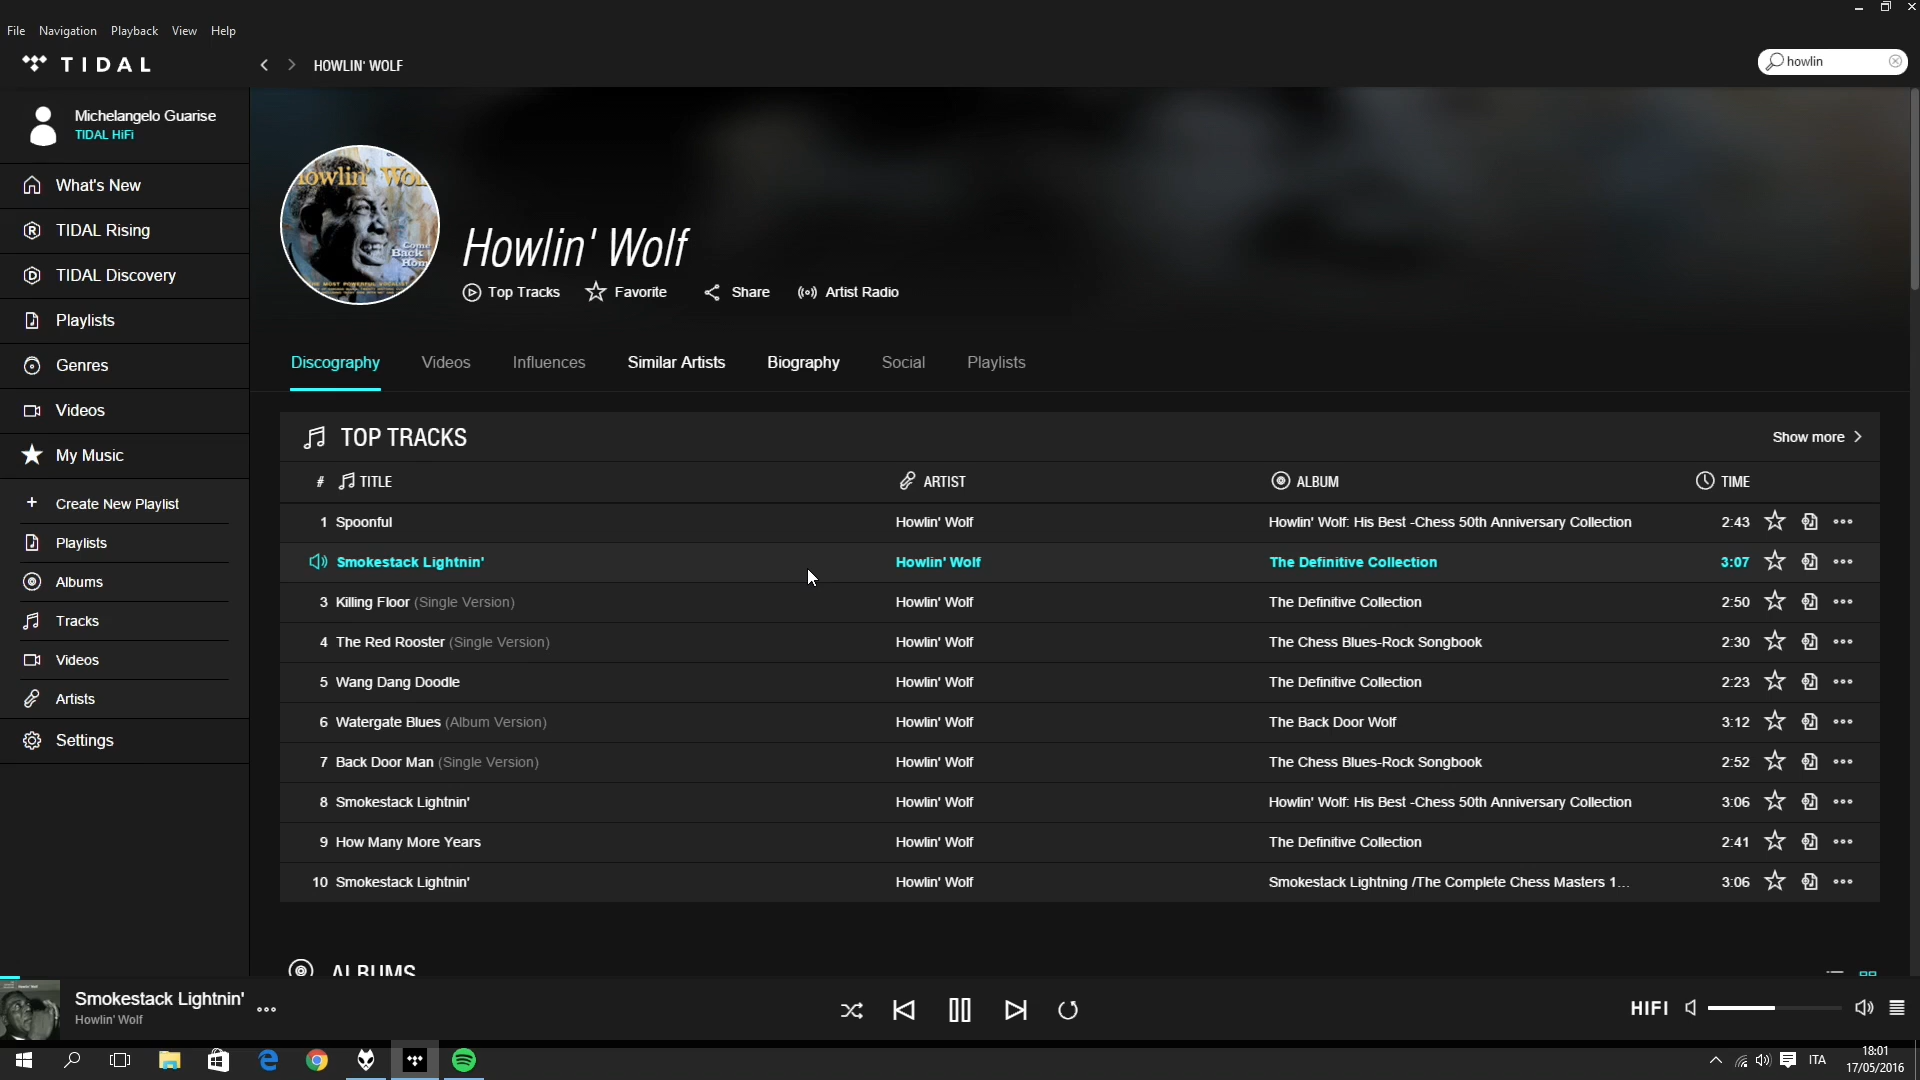 File Navigation Playback View Help
TIDAL
HOWLIN' WOLF
howlin
Michelangelo Guarise
TIDAL HiFi
What's New
TIDAL Rising
TIDAL Discovery
Playlists
Genres
Videos
My Music
+ Create New Playlist
Playlists
Albums
Tracks
Videos
Artists
Settings
Howlin' Wolf
Come
Back
Hom
Howlin' Wolf
Top Tracks Favorite Share Artist Radio
Discography Videos Influences Similar Artists Biography Social Playlists
TOP TRACKS Show more
# TITLE ARTIST ALBUM TIME
1 Spoonful Howlin' Wolf Howlin' Wolf: His Best -Chess 50th Anniversary Collection 2:43
Smokestack Lightnin' Howlin' Wolf The Definitive Collection 3:07
3 Killing Floor (Single Version) Howlin' Wolf The Definitive Collection 2:50
4 The Red Rooster (Single Version) Howlin' Wolf The Chess Blues-Rock Songbook 2:30
5 Wang Dang Doodle Howlin' Wolf The Definitive Collection 2:23
6 Watergate Blues (Album Version) Howlin' Wolf The Back Door Wolf 3:12
7 Back Door Man (Single Version) Howlin' Wolf The Chess Blues-Rock Songbook 2:52
8 Smokestack Lightnin' Howlin' Wolf Howlin' Wolf: His Best -Chess 50th Anniversary Collection 3:06
9 How Many More Years Howlin' Wolf The Definitive Collection 2:41
10 Smokestack Lightnin' Howlin' Wolf Smokestack Lightning /The Complete Chess Masters 1... 3:06
ALBUMS
Smokestack Lightnin'
Howlin' Wolf
HIFI
ITA
18:01
17/05/2016